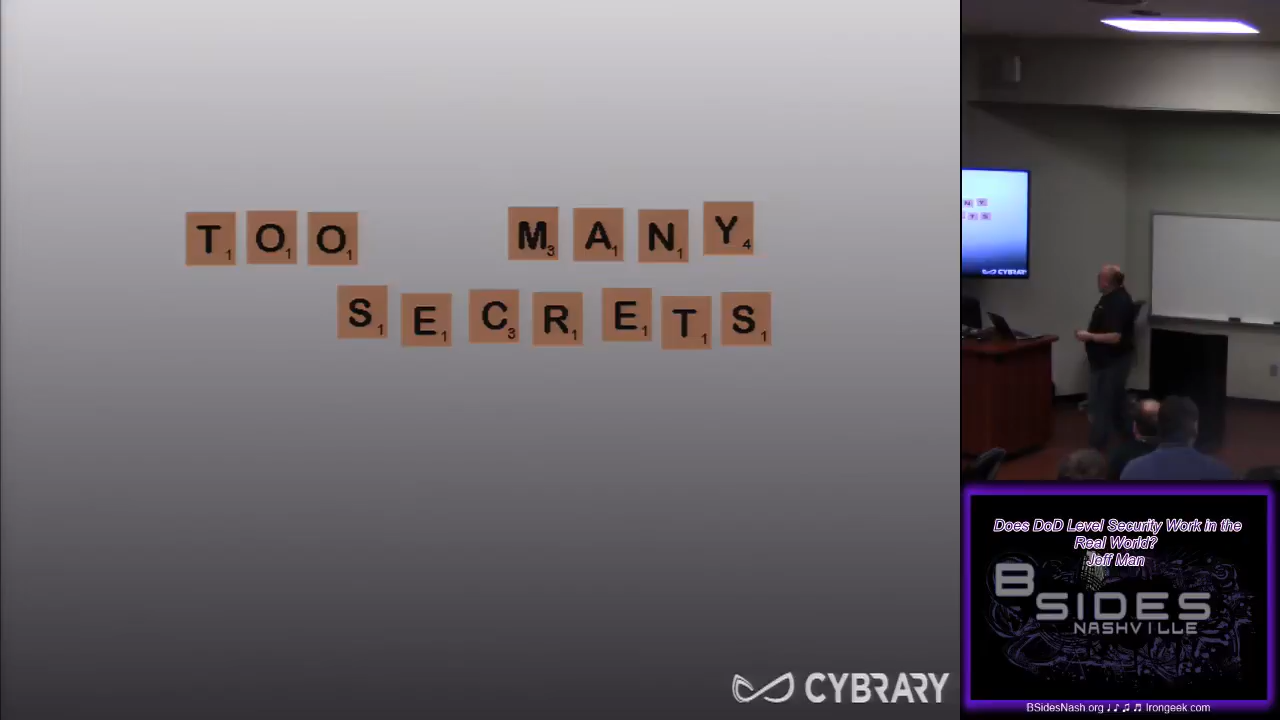 TOO MANY
SECRETS
CYBRARY
CYBRARY
Does DoD Level Security Work in the
Real World?
Jeff Man
BSIDES
NASHVILLE
BSidesNash.org ♩♪♫♬ Irongeek.com